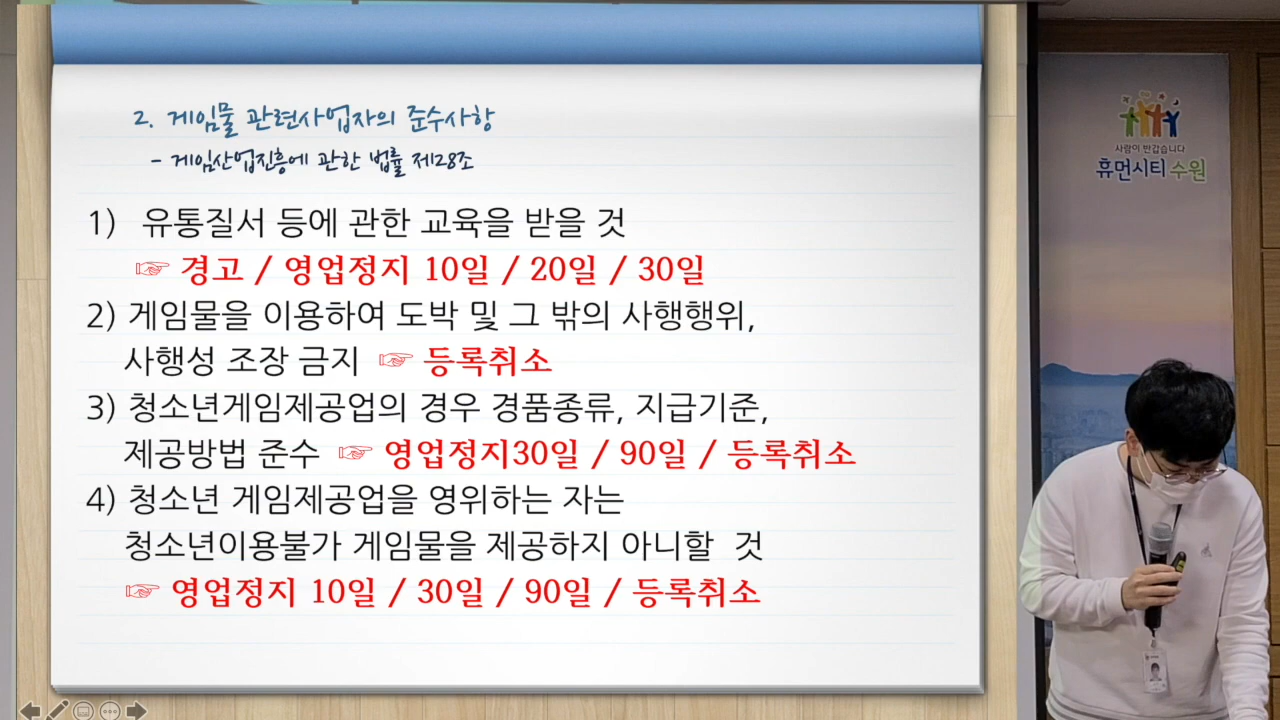 2. 게임물 관련사업자의 준수사항
- 게임산업진흥에 관한 법률 제28조
1) 유통질서 등에 관한 교육을 받을 것
☞ 경고 / 영업정지 10일 / 20일 / 30일
2) 게임물을 이용하여 도박 및 그 밖의 사행행위,
사행성 조장 금지 ☞ 등록취소
3) 청소년게임제공업의 경우 경품종류, 지급기준,
제공방법 준수 ☞ 영업정지30일 / 90일 / 등록취소
4) 청소년 게임제공업을 영위하는 자는
청소년이용불가 게임물을 제공하지 아니할 것
☞ 영업정지 10일 / 30일 / 90일 / 등록취소
사람이 반갑습니다
휴먼시티 수원